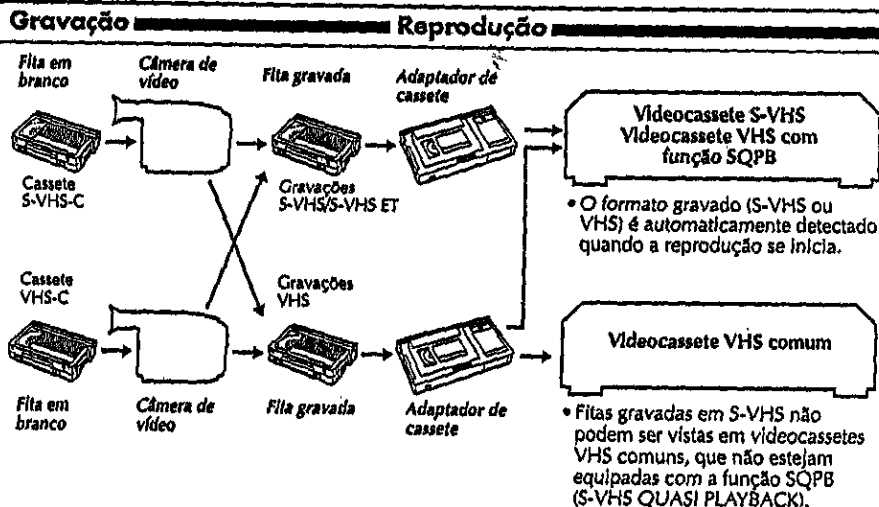 Gravação Reprodução
Fita em
branco
Câmera de
vídeo
Fita gravada
Adaptador de
cassete
Cassete
S-VHS-C
Gravações
S-VHS/S-VHS ET
Videocassete S-VHS
Videocassete VHS com
função SQPB
• O formato gravado (S-VHS ou
VHS) é automaticamente detectado
quando a reprodução se inicia.
Cassete
VHS-C
Gravações
VHS
Videocassete VHS comum
Fita em
branco
Câmera de
vídeo
Fita gravada
Adaptador de
cassete
• Fitas gravadas em S-VHS não
podem ser vistas em videocassetes
VHS comuns, que não estejam
equipadas com a função SQPB
(S-VHS QUASI PLAYBACK).